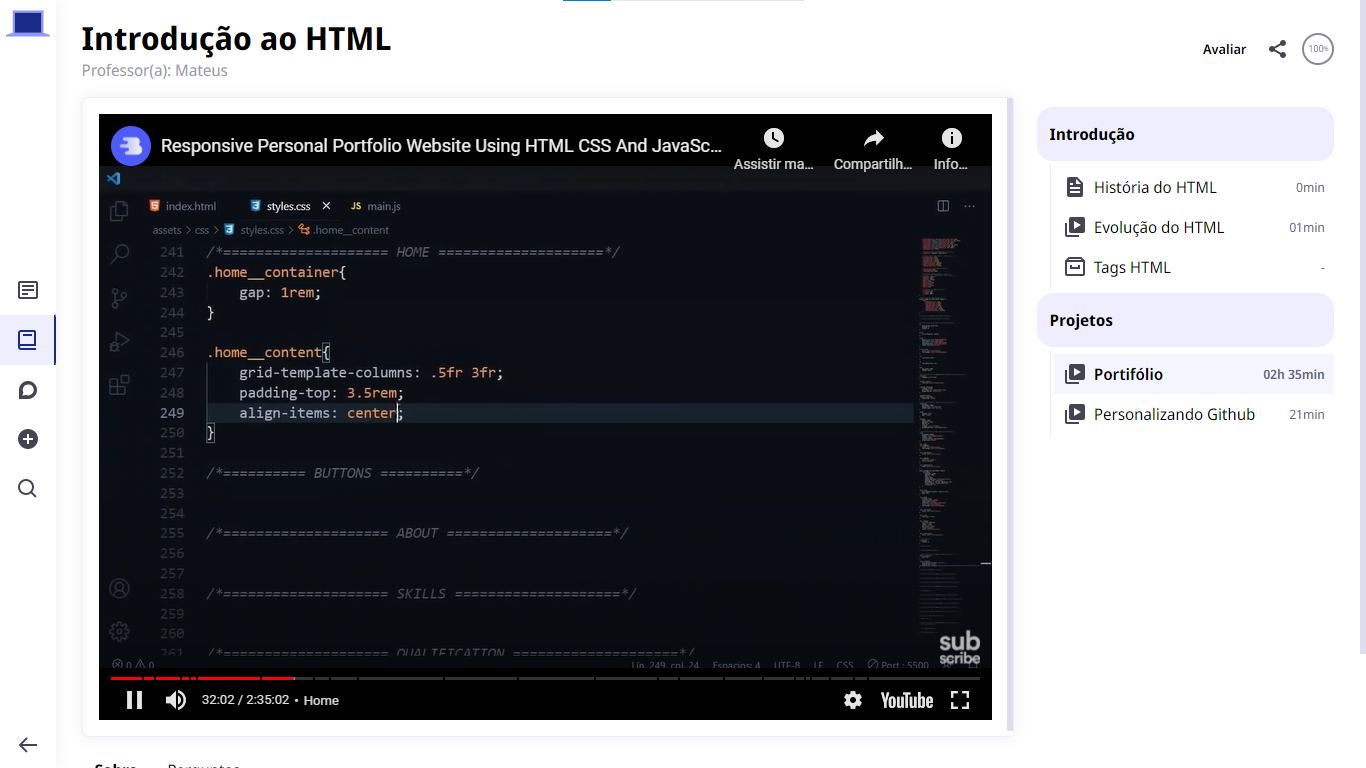 Introdução ao HTML
Professor(a): Mateus
Avaliar
100%
Responsive Personal Portfolio Website Using HTML CSS And JavaSc...
Assistir ma...
Compartilh...
Info...
index.html
styles.css
JS main.js
assets > css > styles.css > .home__content
241 /*==================== HOME ====================*/
242 .home__container{
243 gap: 1rem;
244 }
245
246 .home__content{
247 grid-template-columns: .5fr 3fr;
248 padding-top: 3.5rem;
249 align-items: center;
250 }
251
252 /*========== BUTTONS ==========*/
253
254
255 /*==================== ABOUT ====================*/
256
257
258 /*==================== SKILLS ====================*/
259
260
261 /*==================== QUALIFICATION ====================*/
0 0
Lín. 249, col. 24 Espacios: 4 UTF-8 LF CSS Port : 5500
sub
scribe
32:02 / 2:35:02 • Home
YouTube
Introdução
História do HTML 0min
Evolução do HTML 01min
Tags HTML -
Projetos
Portifólio 02h 35min
Personalizando Github 21min
Sobre
Perguntas